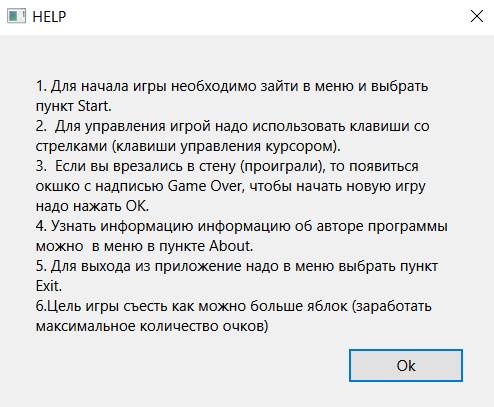 HELP
1. Для начала игры необходимо зайти в меню и выбрать
пункт Start.
2.  Для управления игрой надо использовать клавиши со
стрелками (клавиши управления курсором).
3.  Если вы врезались в стену (проиграли), то появиться
окшко с надписью Game Over, чтобы начать новую игру
надо нажать OK.
4. Узнать информацию информацию об авторе программы
можно  в меню в пункте About.
5. Для выхода из приложение надо в меню выбрать пункт
Exit.
6.Цель игры съесть как можно больше яблок (заработать
максимальное количество очков)
Ok